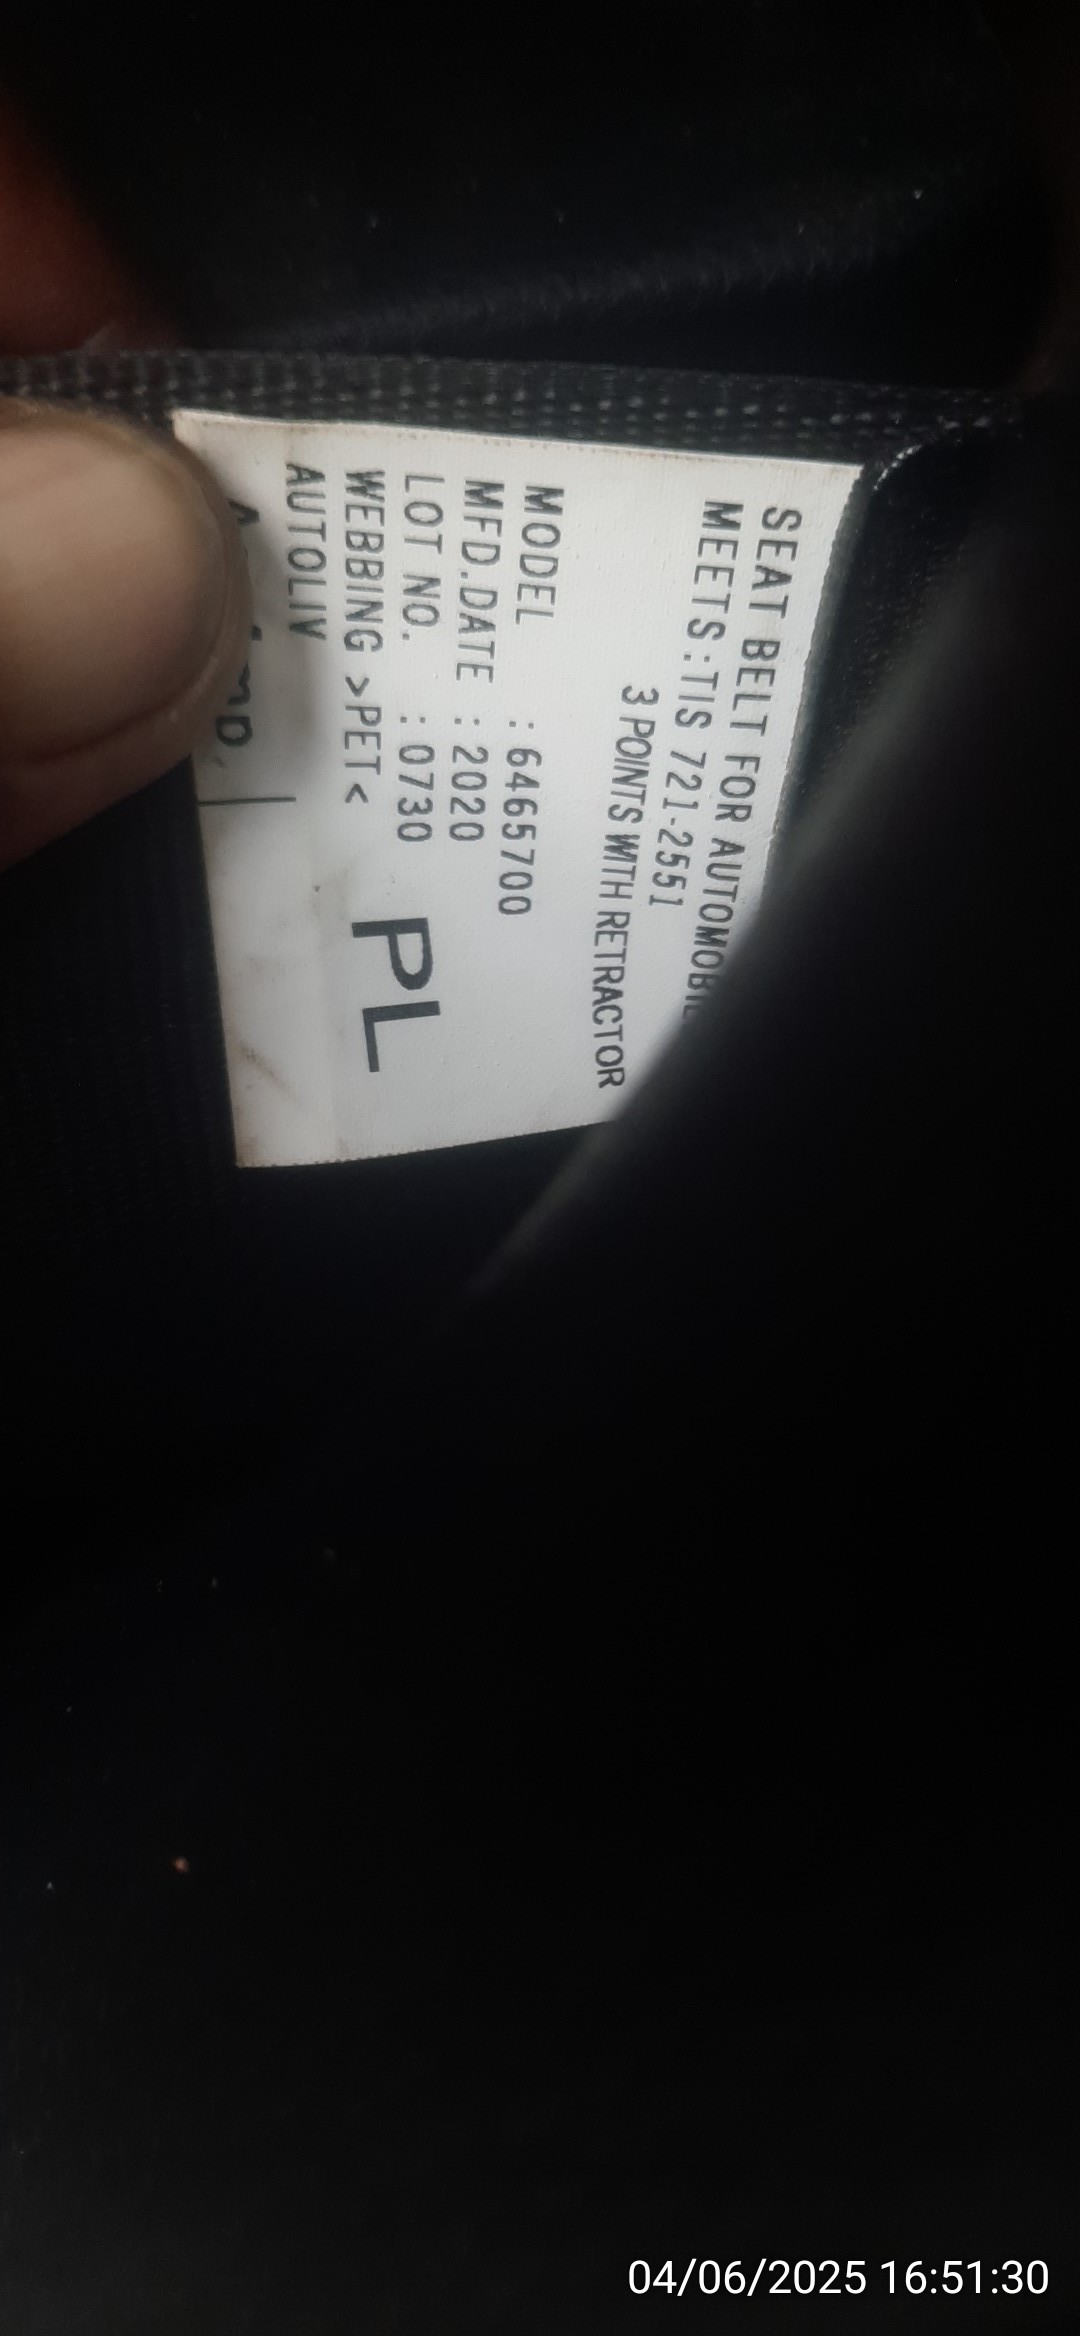 SEAT BELT FOR AUTOMOBIL
MEETS:TIS 721-2551
3 POINTS WITH RETRACTOR
MODEL : 6465700
MFD.DATE : 2020
LOT NO. : 0730
WEBBING >PET<
AUTOLIV
PL
04/06/2025 16:51:30